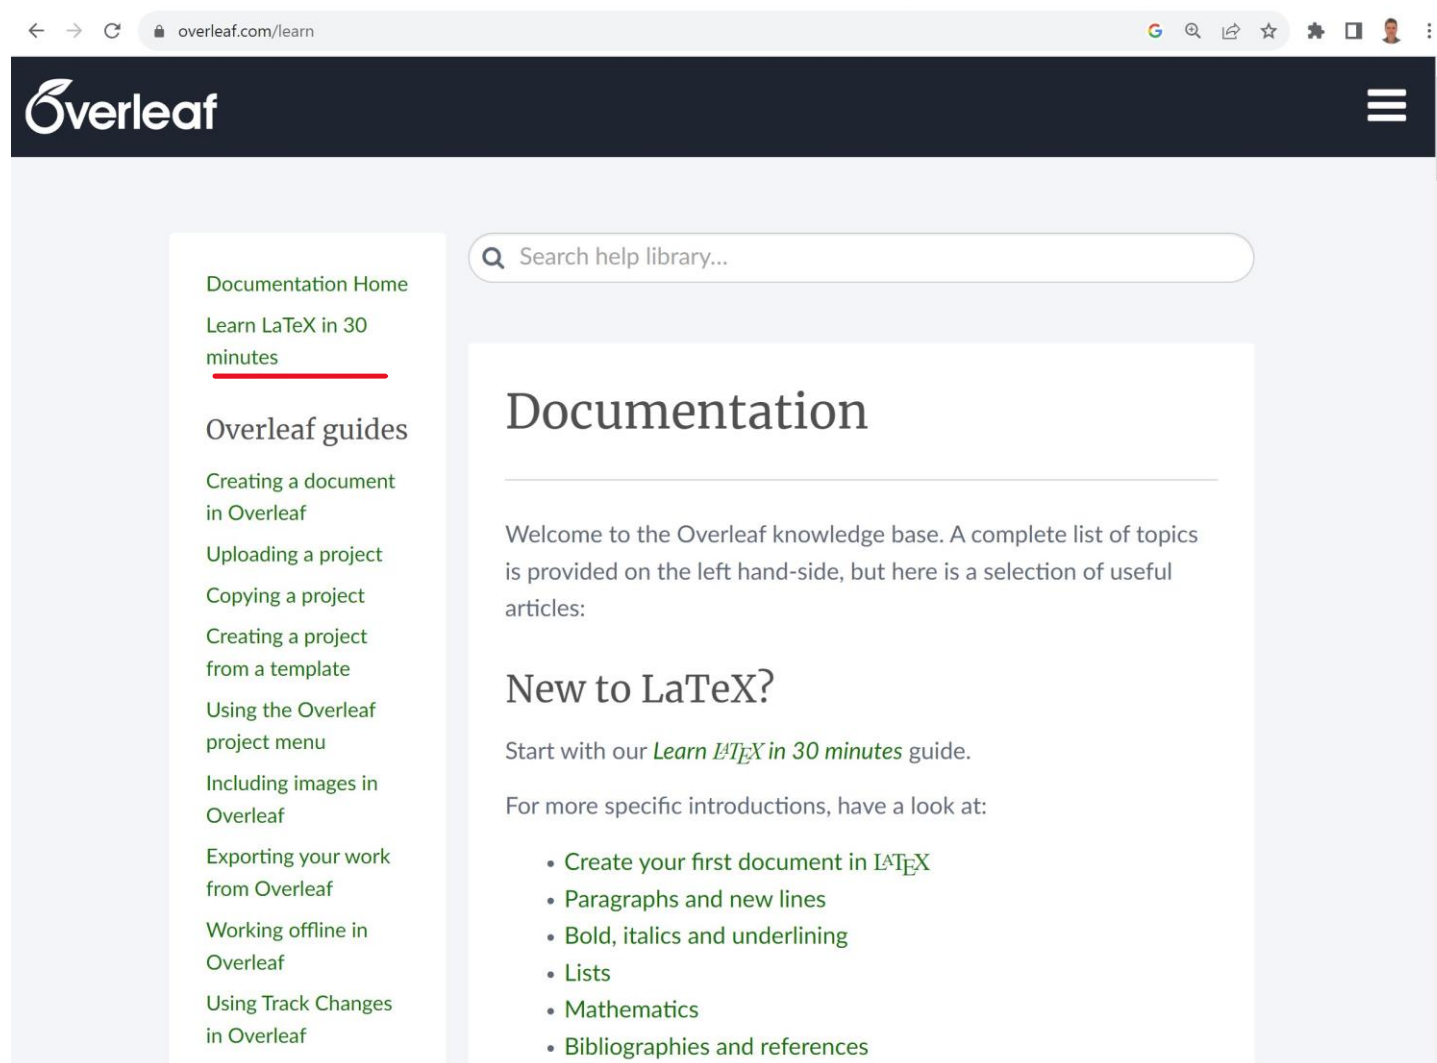 overleaf.com/learn
Overleaf
Documentation Home
Learn LaTeX in 30
minutes
Overleaf guides
Creating a document
in Overleaf
Uploading a project
Copying a project
Creating a project
from a template
Using the Overleaf
project menu
Including images in
Overleaf
Exporting your work
from Overleaf
Working offline in
Overleaf
Using Track Changes
in Overleaf
Search help library...
Documentation
Welcome to the Overleaf knowledge base. A complete list of topics
is provided on the left hand-side, but here is a selection of useful
articles:
New to LaTeX?
Start with our Learn LATEX in 30 minutes guide.
For more specific introductions, have a look at:
• Create your first document in LATEX
• Paragraphs and new lines
• Bold, italics and underlining
• Lists
• Mathematics
• Bibliographies and references